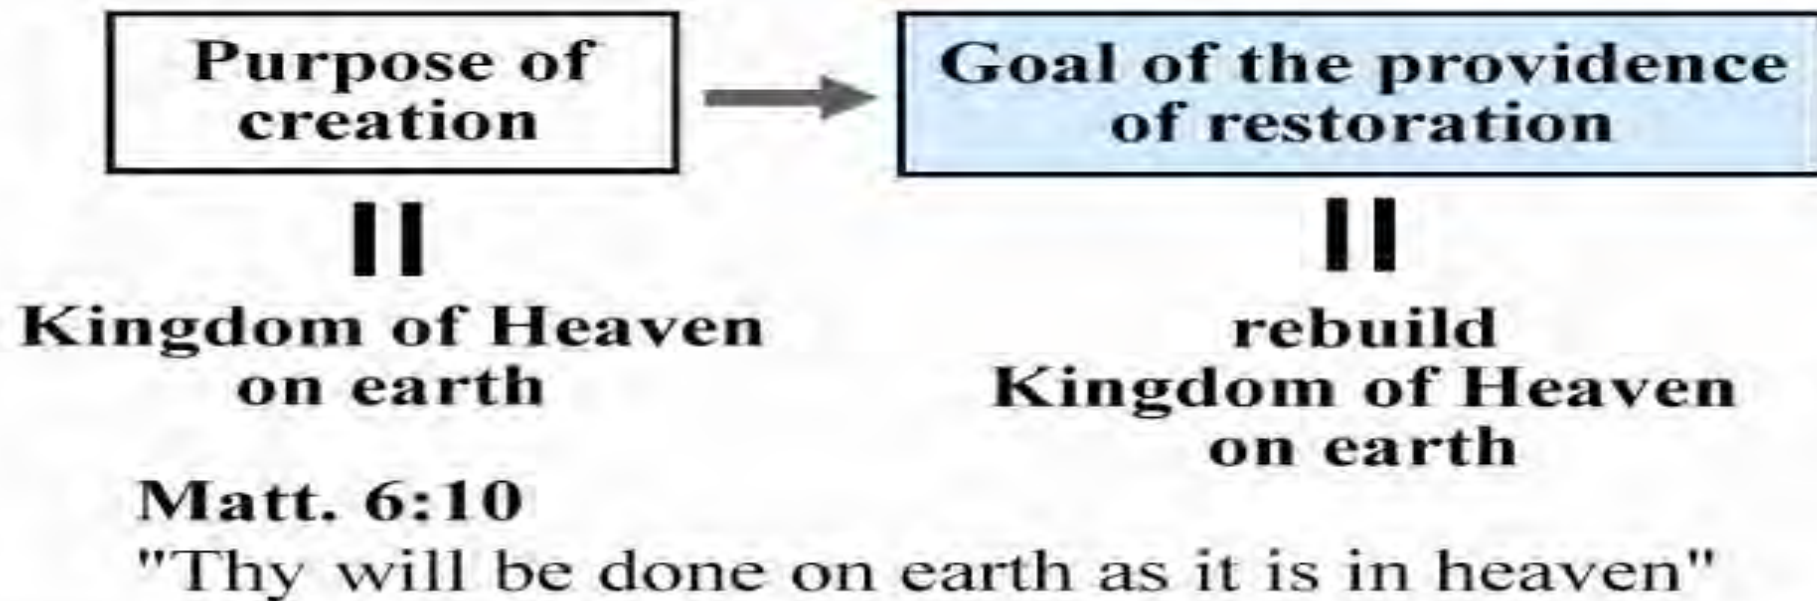 Purpose of
creation
Goal of the providence
of restoration
Kingdom of Heaven
on earth
rebuild
Kingdom of Heaven
on earth
Matt. 6:10
"Thy will be done on earth as it is in heaven"